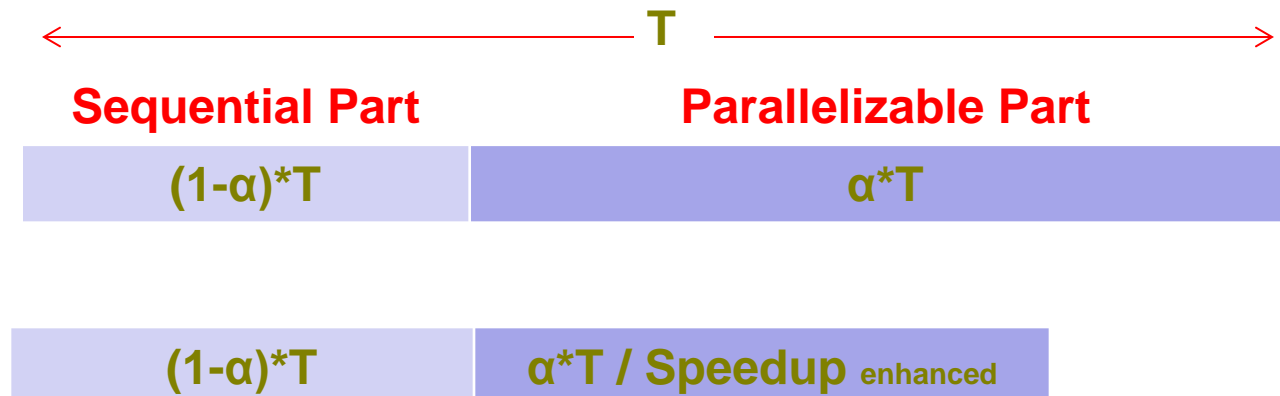 T
Sequential Part Parallelizable Part
(1-α)*T α*T
(1-α)*T α*T / Speedup enhanced